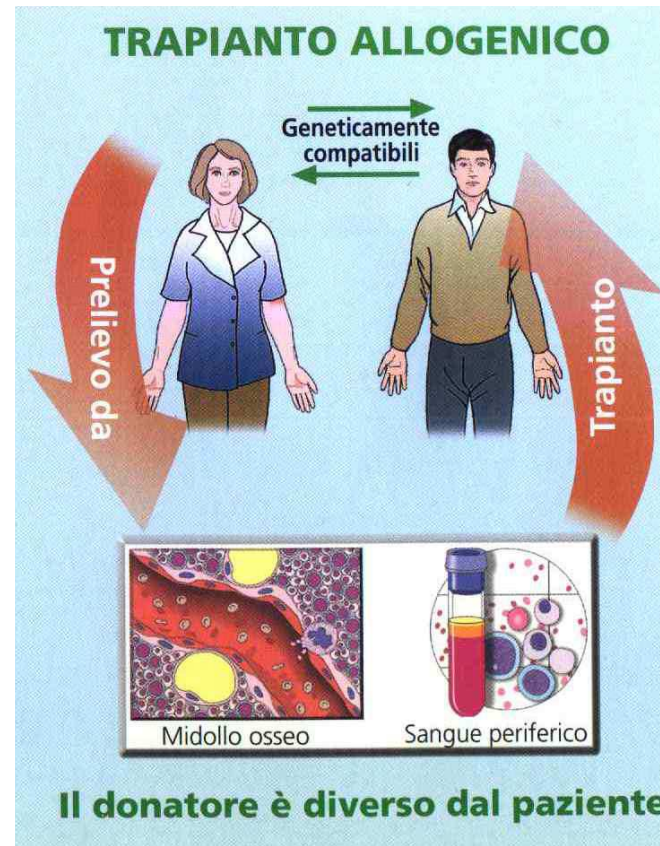 TRAPIANTO ALLOGENICO
Geneticamente
compatibili
Prelievo da
Trapianto
Midollo osseo
Sangue periferico
Il donatore è diverso dal paziente